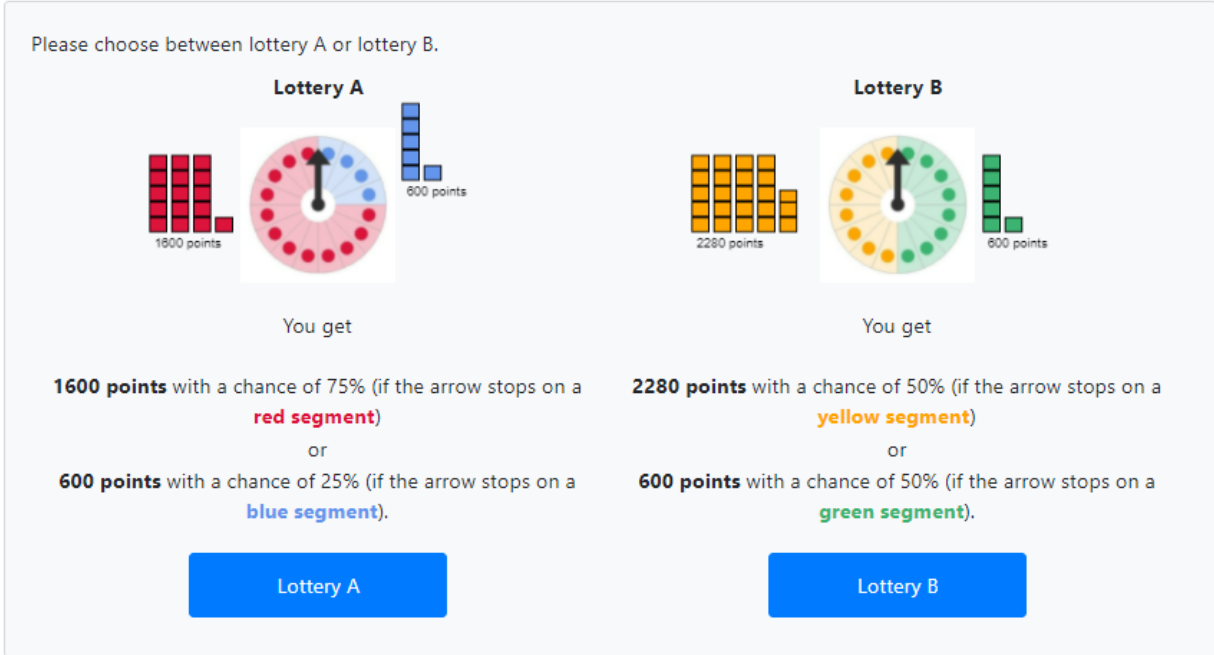 Please choose between lottery A or lottery B.
Lottery A
600 points
1600 points
You get
1600 points with a chance of 75% (if the arrow stops on a
red segment)
or
600 points with a chance of 25% (if the arrow stops on a
blue segment).
Lottery A
Lottery B
2280 points
600 points
You get
2280 points with a chance of 50% (if the arrow stops on a
yellow segment)
or
600 points with a chance of 50% (if the arrow stops on a
green segment).
Lottery B